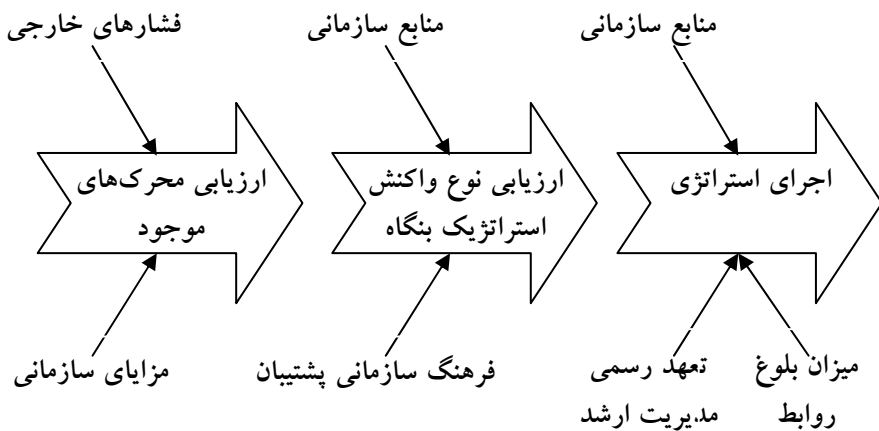 فشارهای خارجی
منابع سازمانی
منابع سازمانی
ارزیابی محرک‌های
موجود
ارزیابی نوع واکنش
استراتژیک بنگاه
اجرای استراتژی
مزایای سازمانی
فرهنگ سازمانی پشتیبان
تعهد رسمی
مدیریت ارشد
میزان بلوغ
روابط